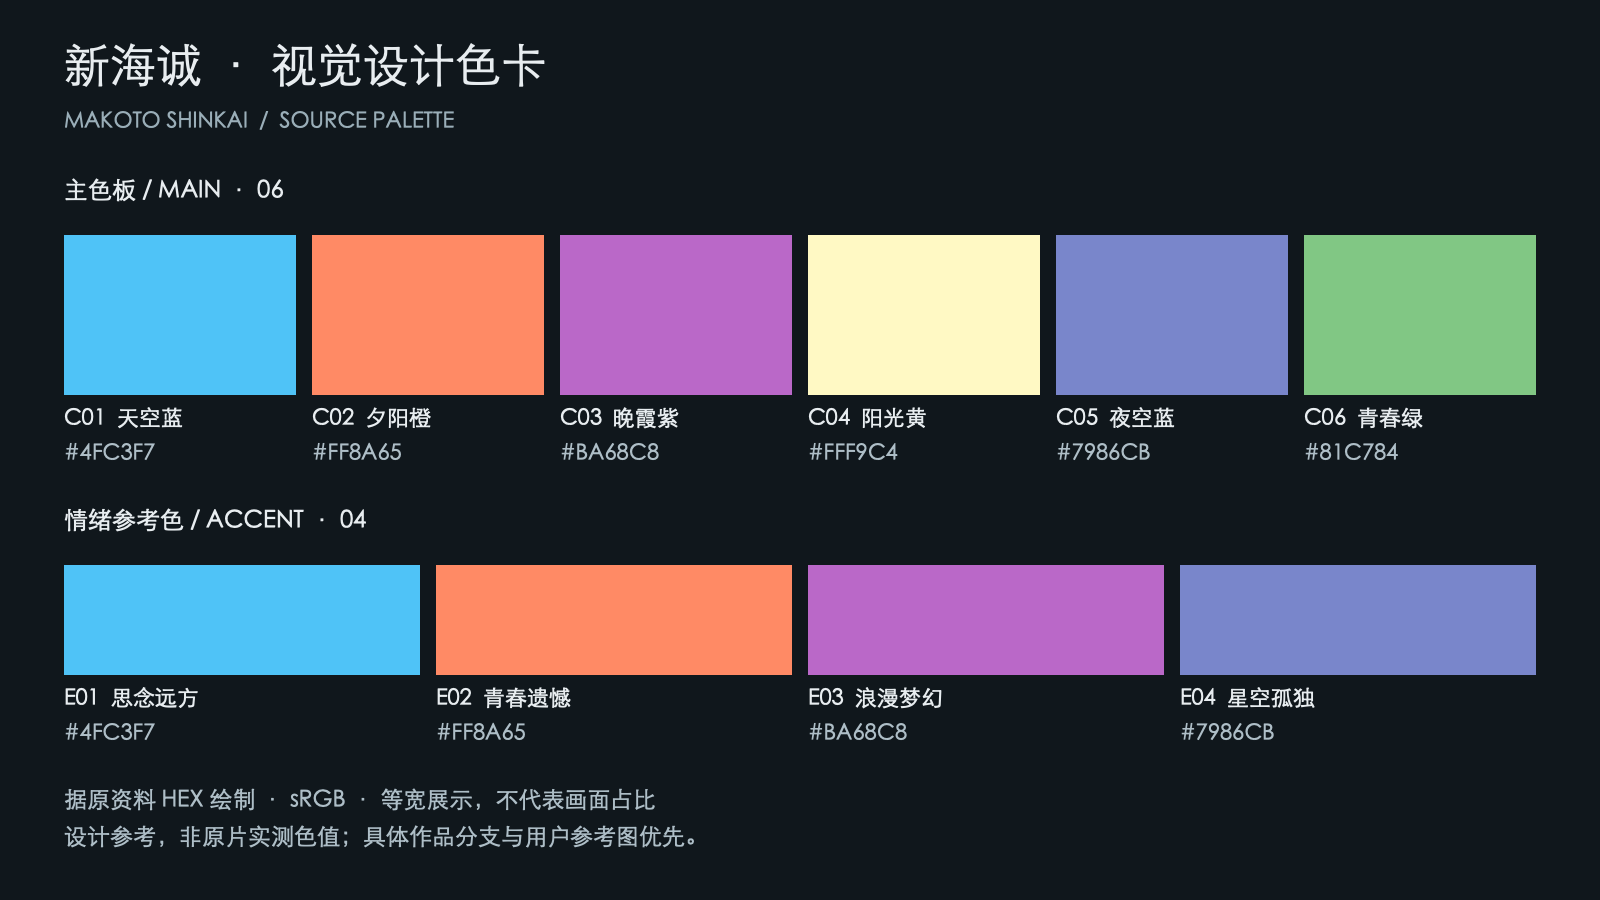 新海诚 · 视觉设计色卡
MAKOTO SHINKAI / SOURCE PALETTE
主色板 / MAIN · 06
C01 天空蓝
#4FC3F7
C02 夕阳橙
#FF8A65
C03 晚霞紫
#BA68C8
C04 阳光黄
#FFF9C4
C05 夜空蓝
#7986CB
C06 青春绿
#81C784
情绪参考色 / ACCENT · 04
E01 思念远方
#4FC3F7
E02 青春遗憾
#FF8A65
E03 浪漫梦幻
#BA68C8
E04 星空孤独
#7986CB
据原资料 HEX 绘制 · sRGB · 等宽展示，不代表画面占比
设计参考，非原片实测色值；具体作品分支与用户参考图优先。